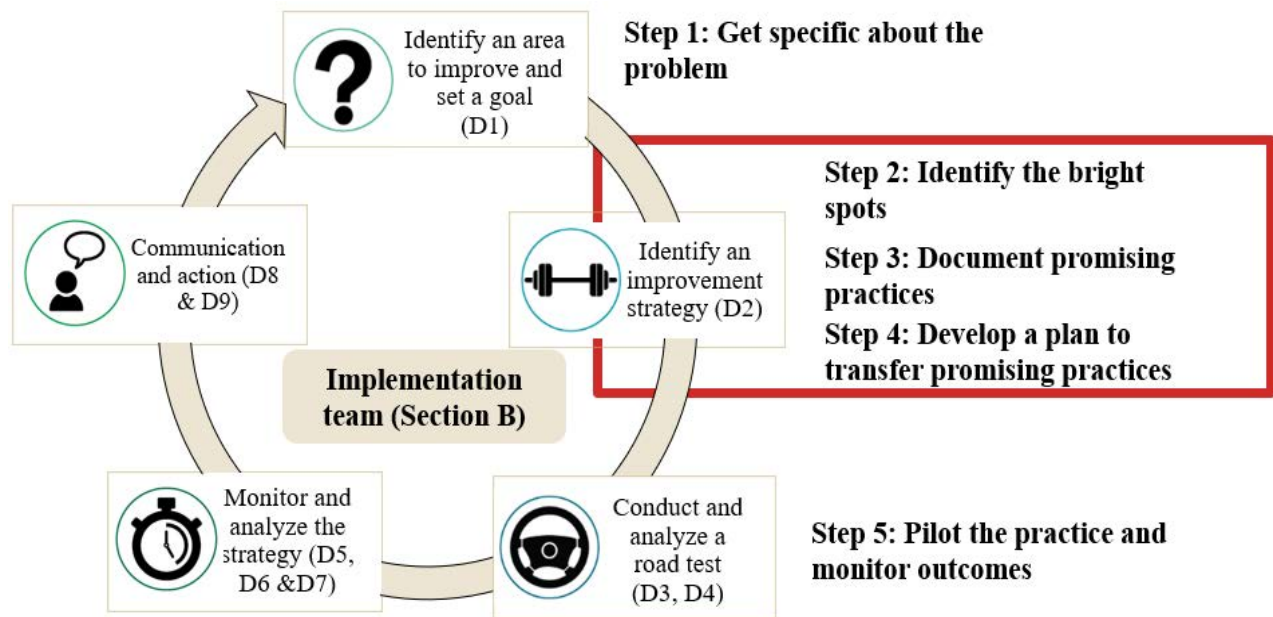 Identify an area
to improve and
set a goal
(D1)
Step 1: Get specific about the
problem
Step 2: Identify the bright
spots
Step 3: Document promising
practices
Step 4: Develop a plan to
transfer promising practices
Identify an
improvement
strategy (D2)
Communication
and action (D8
& D9)
Implementation
team (Section B)
Monitor and
analyze the
strategy (D5,
D6 &D7)
Conduct and
analyze a
road test
(D3, D4)
Step 5: Pilot the practice and
monitor outcomes